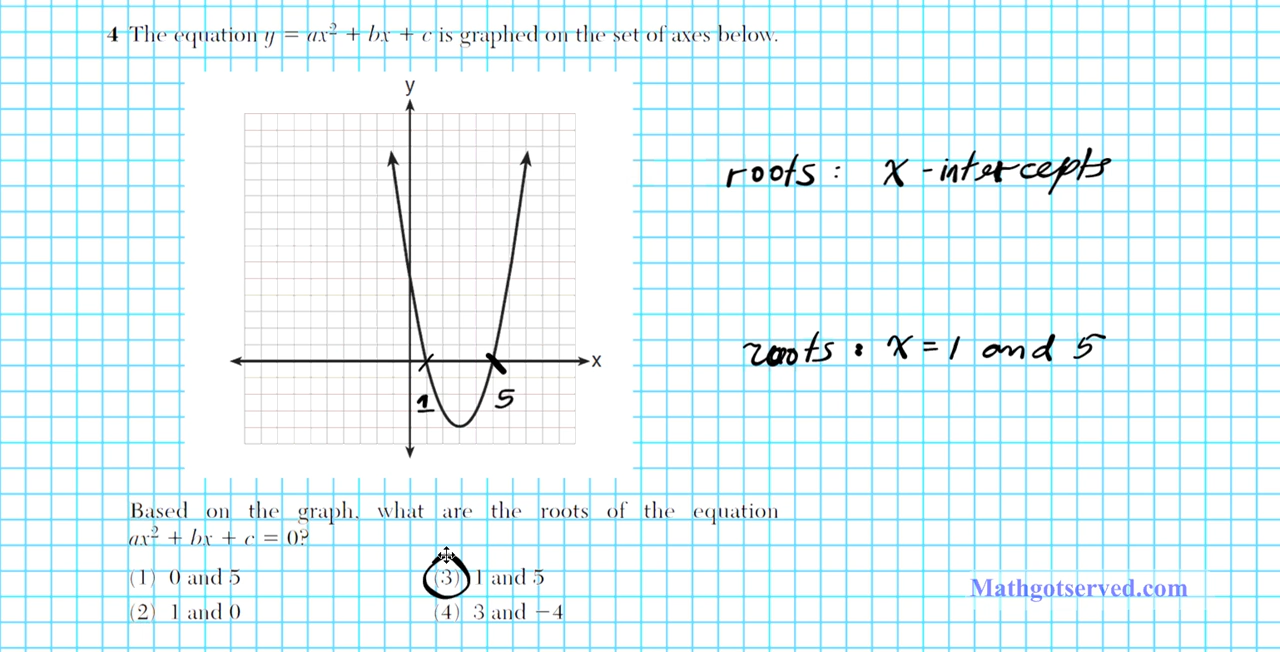 4 The equation y = ax² + bx + c is graphed on the set of axes below.
y
roots : x - intercepts
x
roots : x = 1 and 5
1 5
Based on the graph, what are the roots of the equation
ax² + bx + c = 0?
(1) 0 and 5 (3) 1 and 5
(2) 1 and 0 (4) 3 and −4
Mathgotserved.com